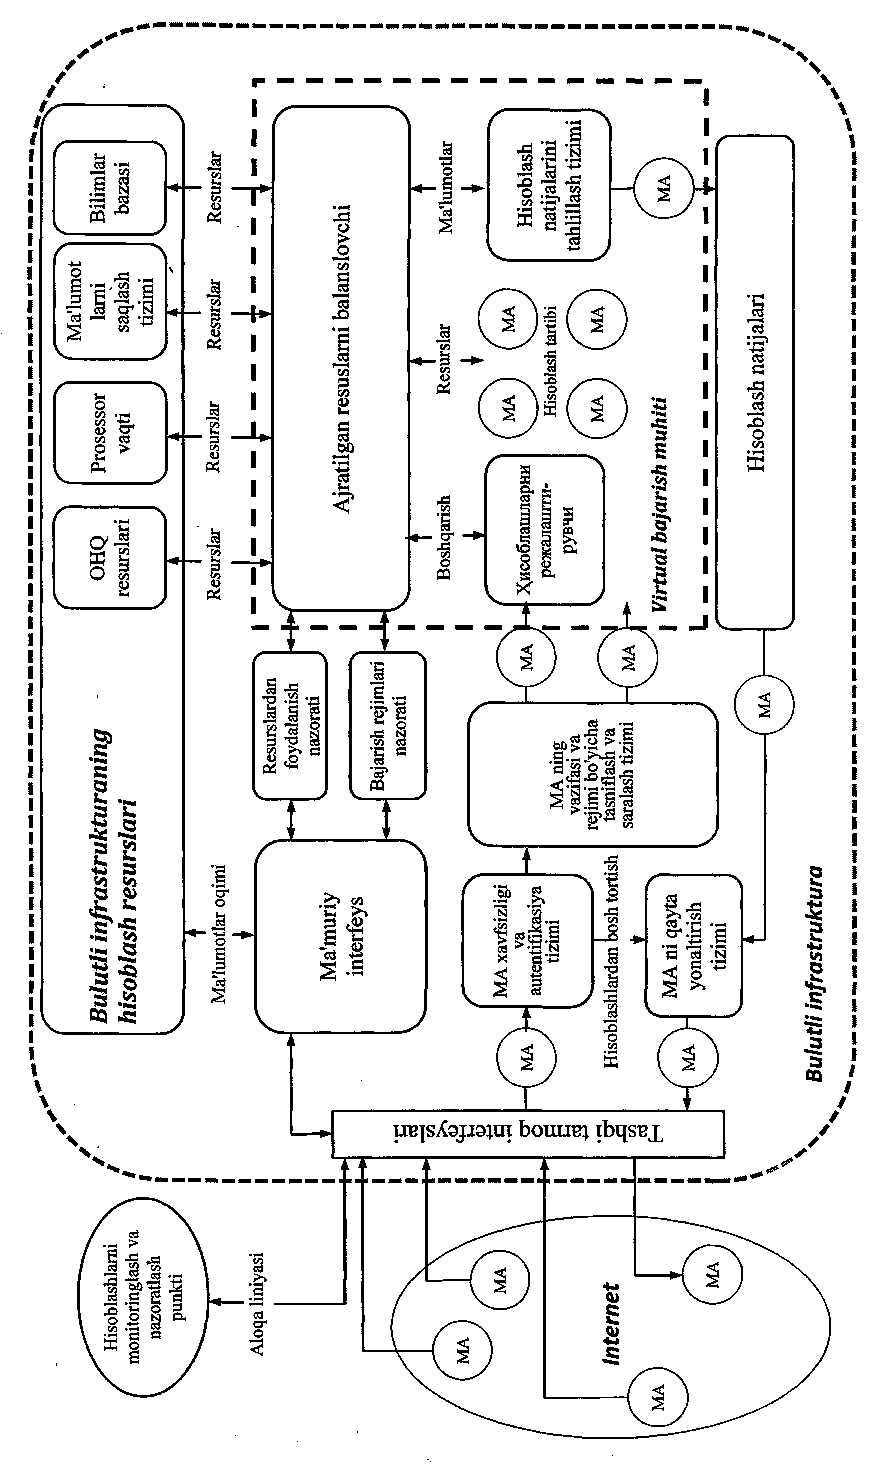 Bulutli infrastrukturaning
hisoblash resurslari
OHQ
resurslari
Prosessor
vaqti
Ma'lumot
larni
saqlash
tizimi
Bilimlar
bazasi
Resurslar
Resurslar
Resurslar
Resurslar
Ma'lumotlar oqimi
Hisoblashlarni
monitoringlash va
nazoratlash
punkti
Aloqa liniyasi
Ma'muriy
interfeys
Resurslardan
foydalanish
nazorati
Bajarish rejimlari
nazorati
Ajratilgan resuslarni balanslovchi
Boshqarish
Resurslar
Ma'lumotlar
Tashqi tarmoq interfeyslari
MA
MA
MA
MA
Internet
MA
MA xavfsizligi
va
autentifikasiya
tizimi
MA ning
vazifasi va
rejimi bo'yicha
tasniflash va
saralash tizimi
MA
MA
Ҳисоблашларни
режалашти-
рувчи
MA
MA
Hisoblash tartibi
MA
MA
Hisoblash
natijalarini
tahlillash tizimi
MA
Virtual bajarish muhiti
Hisoblashlardan bosh tortish
MA
MA ni qayta
yonaltirish
tizimi
MA
Hisoblash natijalari
Bulutli infrastruktura